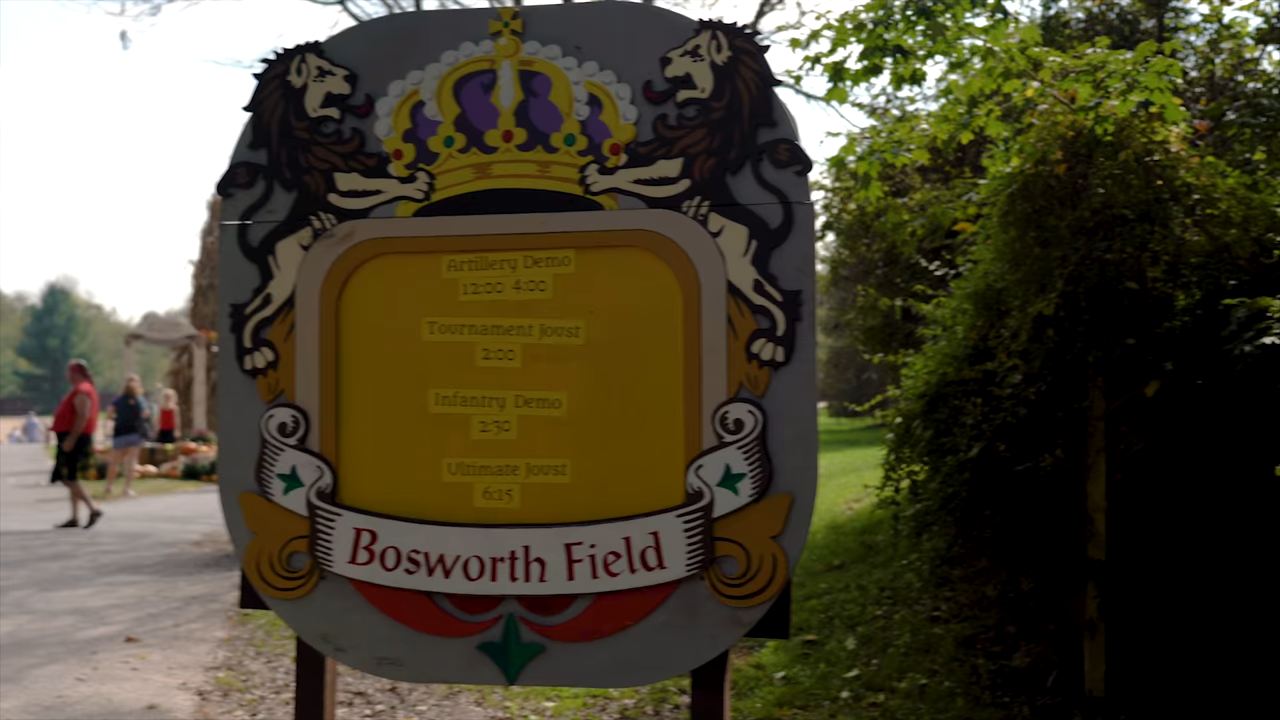 Artillery Demo
12:00 4:00
Tournament Joust
2:00
Infantry Demo
2:30
Ultimate Joust
6:15
Bosworth Field